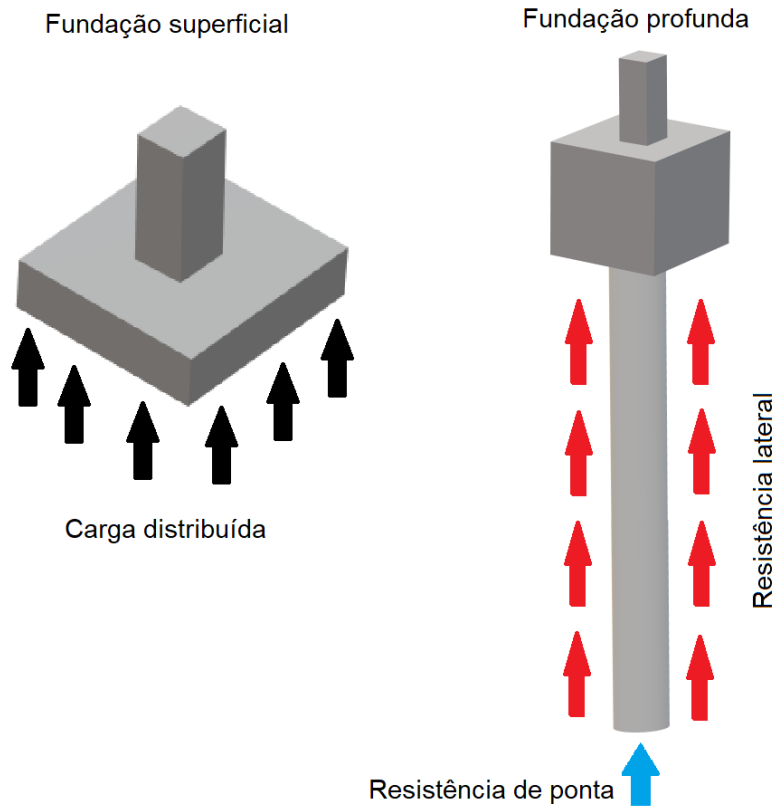 Fundação superficial
Fundação profunda
Carga distribuída
Resistência lateral
Resistência de ponta